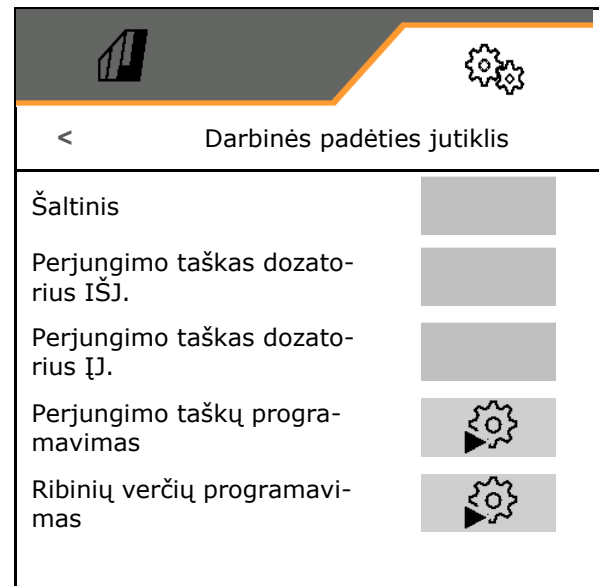 < Darbinės padėties jutiklis
Šaltinis
Perjungimo taškas dozato-
rius IŠJ.
Perjungimo taškas dozato-
rius ĮJ.
Perjungimo taškų progra-
mavimas
Ribinių verčių programavi-
mas